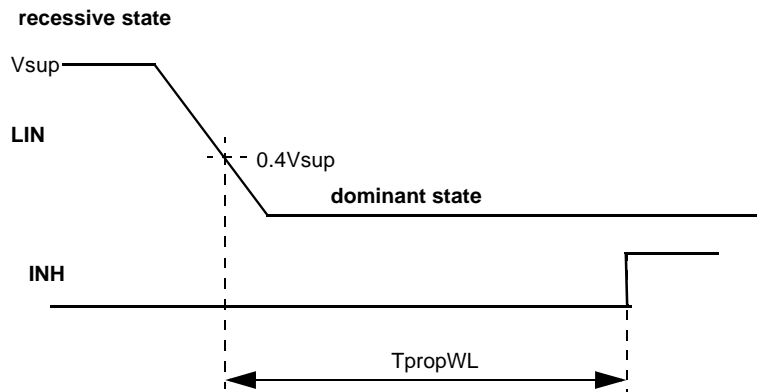 recessive state
Vsup
LIN
0.4Vsup
dominant state
INH
TpropWL